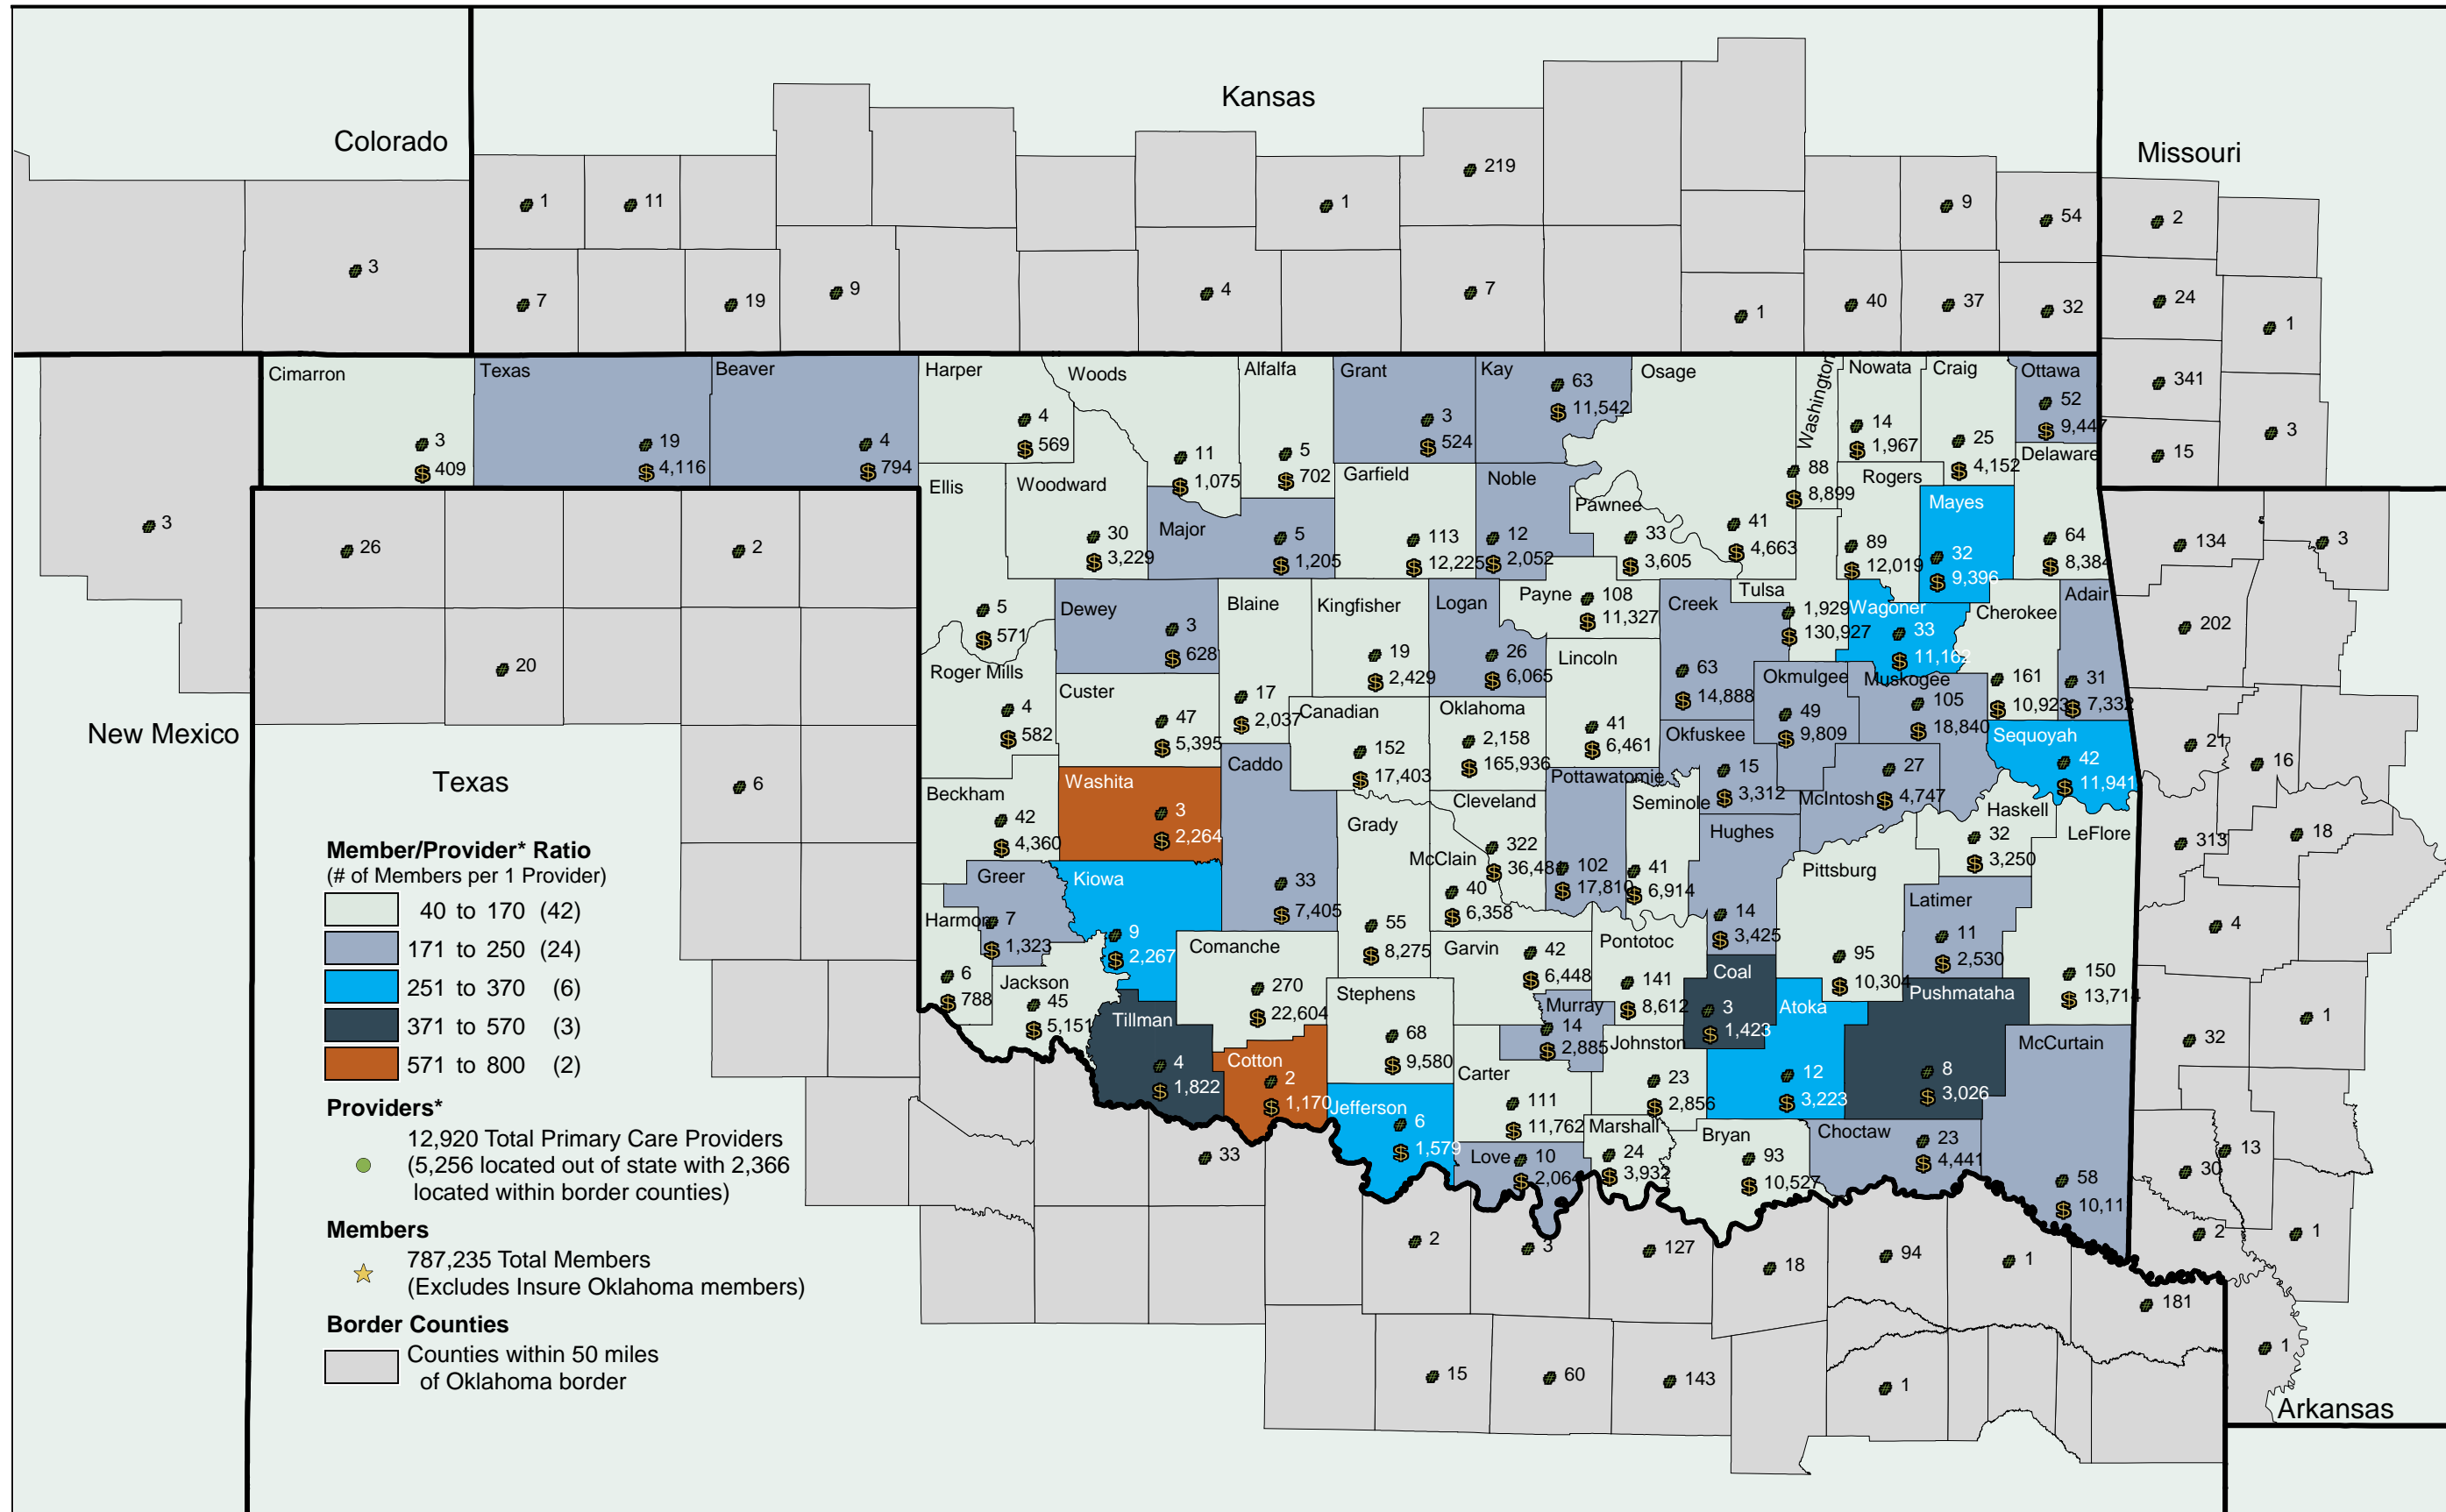 Kansas
Colorado
Missouri
219
1
11
1
9
54
2
3
7
19
9
4
7
1
40
37
32
24
1
341
15
3
Cimarron
3
409
Texas
19
4,116
Beaver
4
794
Harper
4
569
Woods
11
1,075
Alfalfa
5
702
Grant
3
524
Kay
63
11,542
Osage
41
4,663
Washington
88
8,899
Nowata
14
1,967
Craig
25
4,152
Ottawa
52
9,447
Delaware
64
8,384
Ellis
5
571
Woodward
30
3,229
Major
5
1,205
Garfield
113
12,225
Noble
12
2,052
Pawnee
33
3,605
Rogers
89
12,019
Mayes
32
9,396
Dewey
3
628
Blaine
17
2,037
Kingfisher
19
2,429
Logan
26
6,065
Payne
108
11,327
Creek
63
14,888
Tulsa
1,929
130,927
Wagoner
33
11,162
Cherokee
161
10,923
Adair
31
7,332
Roger Mills
4
582
Custer
47
5,395
Canadian
152
17,403
Oklahoma
2,158
165,936
Lincoln
41
6,461
Okmulgee
49
9,809
Muskogee
105
18,840
Sequoyah
42
11,941
Okfuskee
15
3,312
McIntosh
27
4,747
Beckham
42
4,360
Washita
3
2,264
Caddo
33
7,405
Grady
55
8,275
McClain
40
6,358
Cleveland
322
36,48
Pottawatomie
102
17,810
Seminole
41
6,914
Hughes
14
3,425
Pittsburg
95
10,304
Haskell
32
3,250
LeFlore
150
13,714
Latimer
11
2,530
Greer
7
1,323
Kiowa
9
2,267
Harmon
6
788
Jackson
45
5,151
Comanche
270
22,604
Stephens
68
9,580
Garvin
42
6,448
Murray
14
2,885
Pontotoc
141
8,612
Coal
3
1,423
Atoka
12
3,223
Pushmataha
8
3,026
McCurtain
58
10,11
Tillman
4
1,822
Cotton
2
1,170
Jefferson
6
1,579
Carter
111
11,762
Johnston
23
2,856
Love
10
2,064
Marshall
24
3,932
Bryan
93
10,527
Choctaw
23
4,441
3
26
2
20
6
New Mexico
Texas
134
3
202
21
16
313
18
4
32
1
13
30
2
1
1
33
2
3
127
18
94
1
181
15
60
143
1
Arkansas
Member/Provider* Ratio
(# of Members per 1 Provider)
40 to 170 (42)
171 to 250 (24)
251 to 370 (6)
371 to 570 (3)
571 to 800 (2)
Providers*
12,920 Total Primary Care Providers
(5,256 located out of state with 2,366
located within border counties)
Members
787,235 Total Members
(Excludes Insure Oklahoma members)
Border Counties
Counties within 50 miles
of Oklahoma border